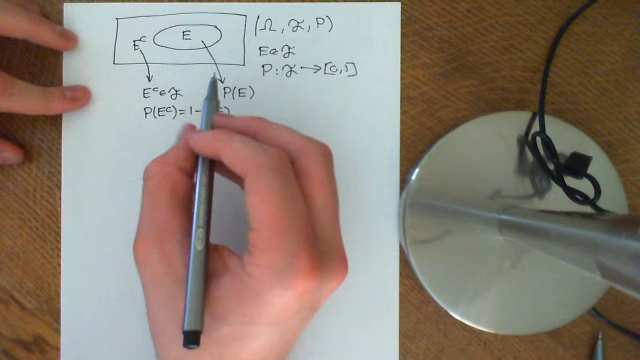 E
E^c
(Ω, ℱ, P)
E ∈ ℱ
P: ℱ → [0,1]
E^c ∈ ℱ
P(E)
P(E^c) = 1 -